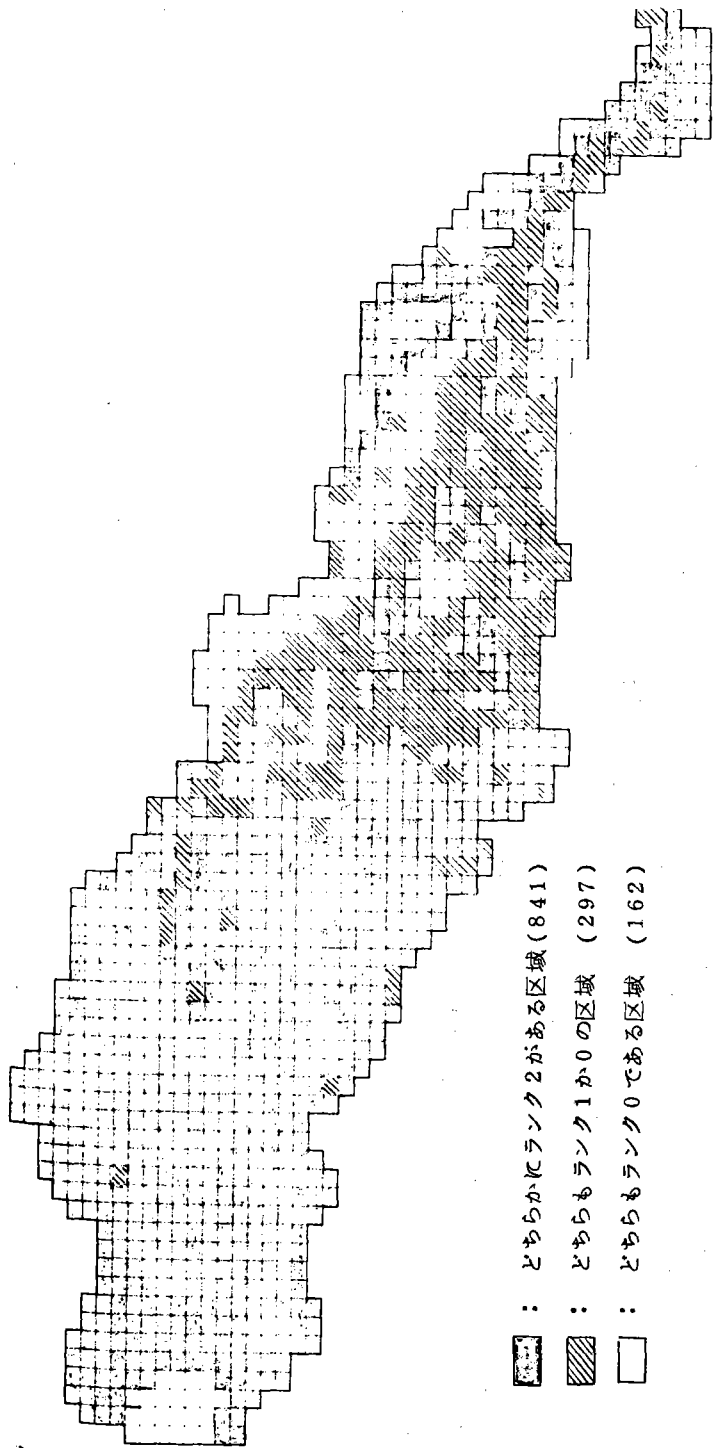 : どちらかにランク2がある区域(841)
: どちらもランク1か0の区域 (297)
: どちらもランク0である区域 (162)